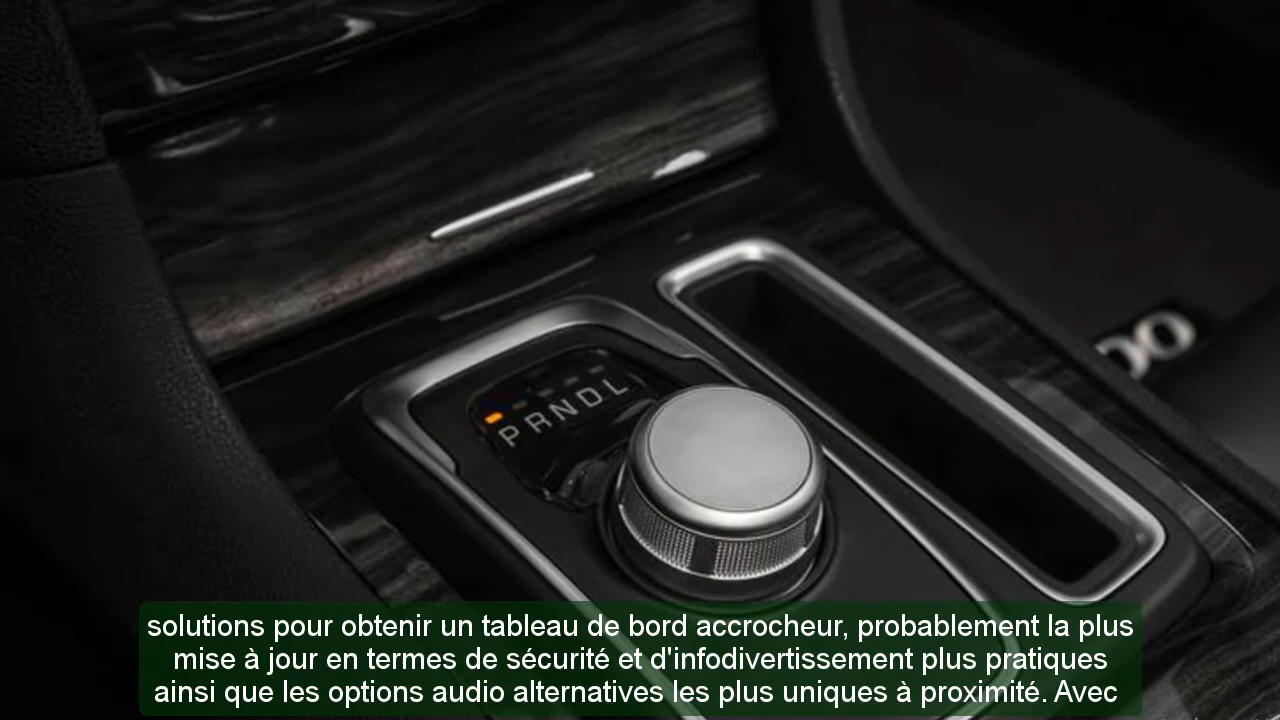 00
P R N D L
solutions pour obtenir un tableau de bord accrocheur, probablement la plus
mise à jour en termes de sécurité et d'infodivertissement plus pratiques
ainsi que les options audio alternatives les plus uniques à proximité. Avec